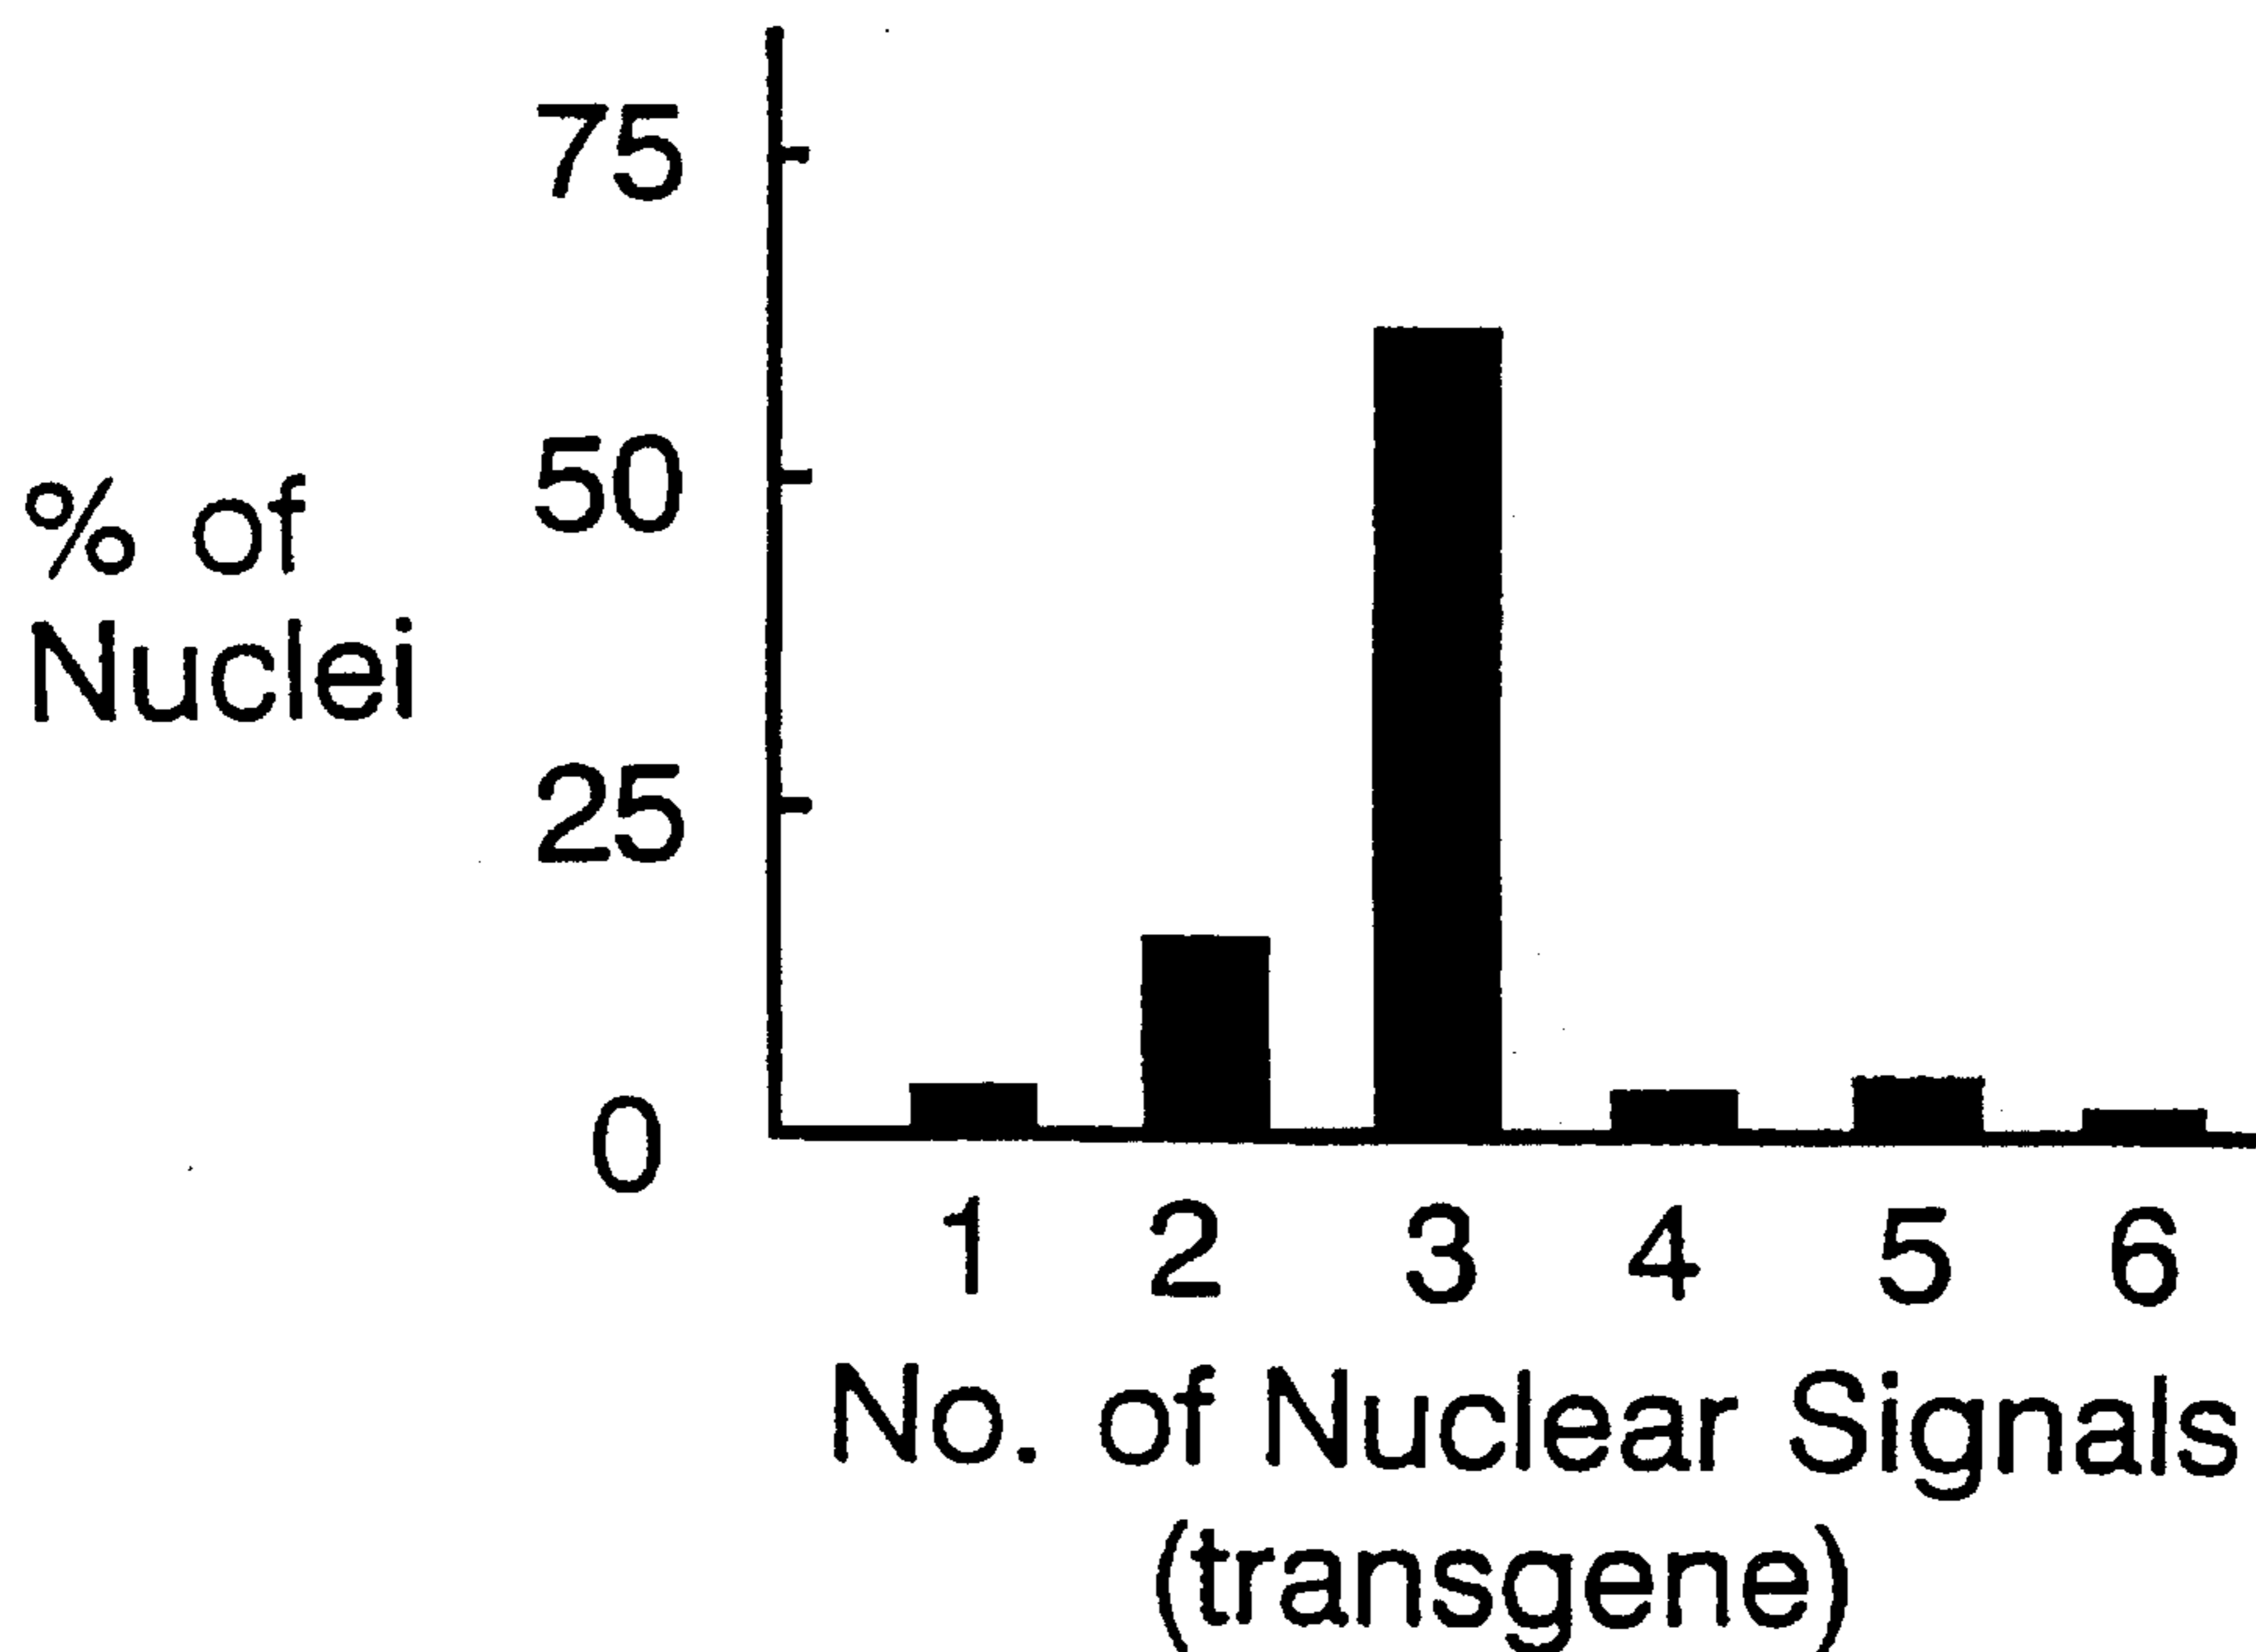 75
50
% of
Nuclei
25
0
1 2 3 4 5 6
No. of Nuclear Signals
(transgene)